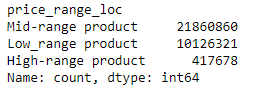 price_range_loc
Mid-range product     21860860
Low_range product     10126321
High-range product      417678
Name: count, dtype: int64